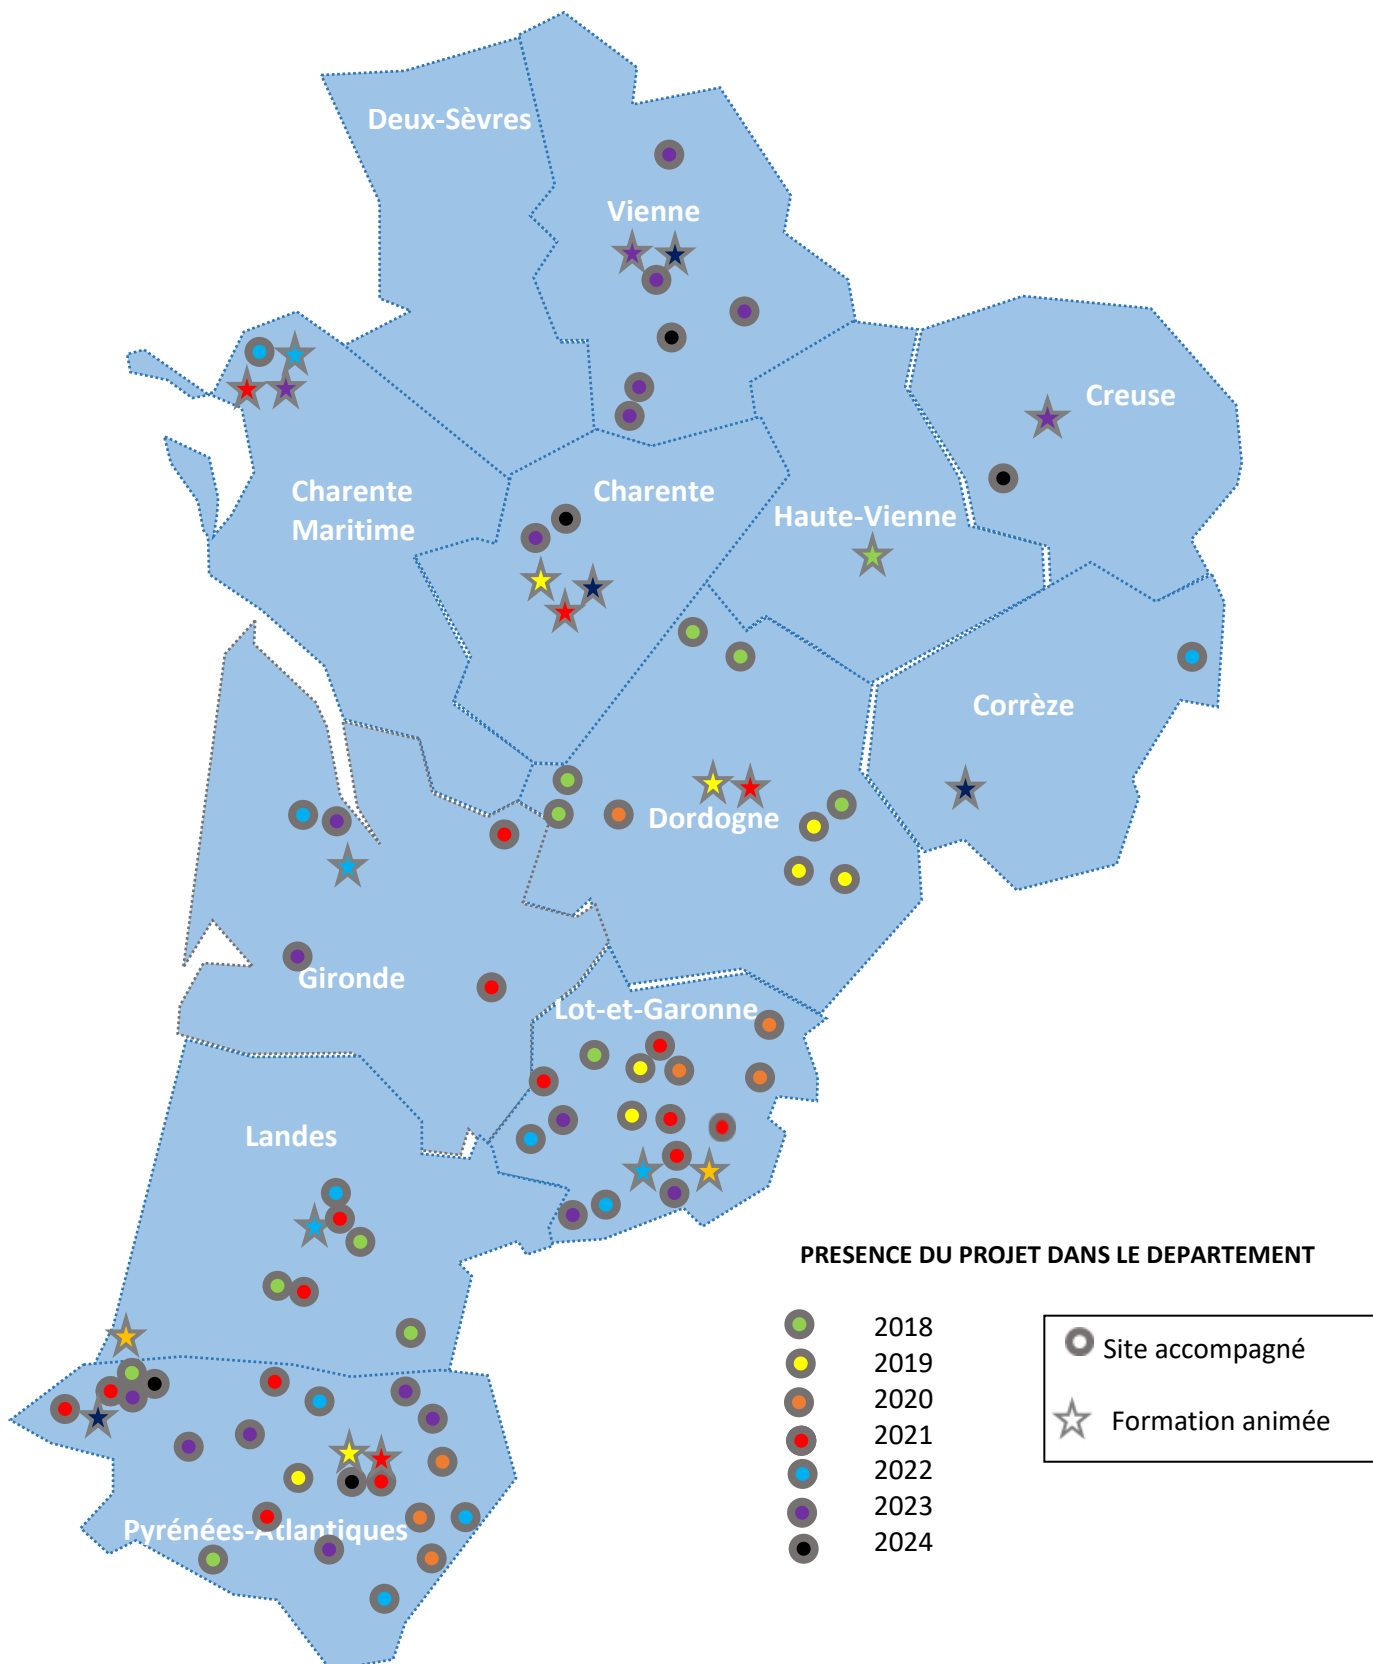 Deux-Sèvres
Vienne
Creuse
Charente
Maritime
Charente
Haute-Vienne
Corrèze
Dordogne
Gironde
Lot-et-Garonne
Landes
Pyrénées-Atlantiques
PRESENCE DU PROJET DANS LE DEPARTEMENT
2018
2019
2020
2021
2022
2023
2024
Site accompagné
Formation animée